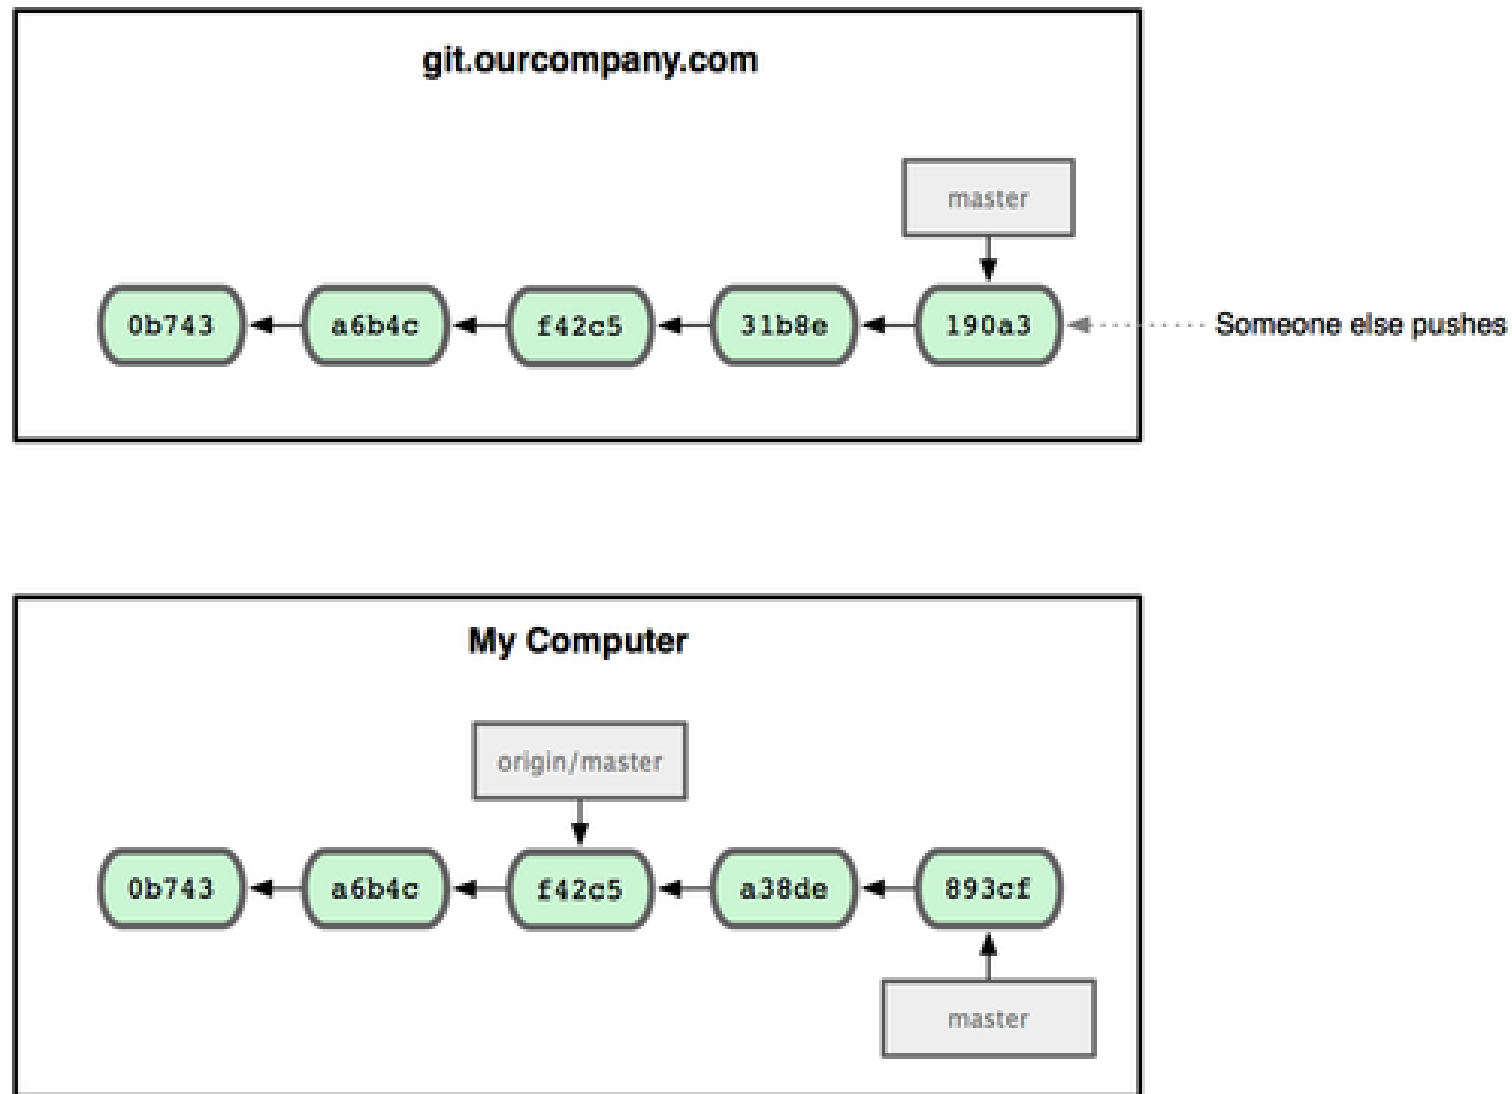 git.ourcompany.com
master
0b743 a6b4c f42c5 31b8e 190a3 Someone else pushes
My Computer
origin/master
0b743 a6b4c f42c5 a38de 893cf
master